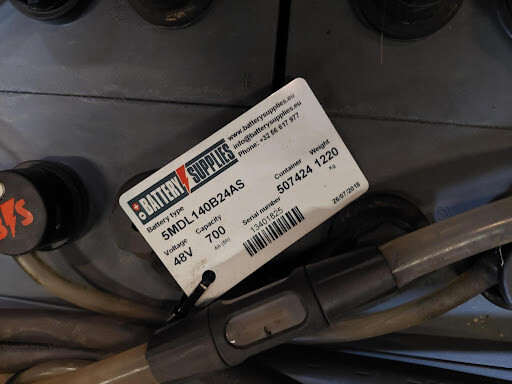 BATTERY SUPPLIES
www.batterysupplies.eu
info@batterysupplies.eu
Phone: +32 56 617 977
Battery type
5MDL140B24AS
Voltage Capacity Serial number Container Weight
48V 700 13401625 507424 1220
Ah (5h) Kg
26/07/2018
B/S